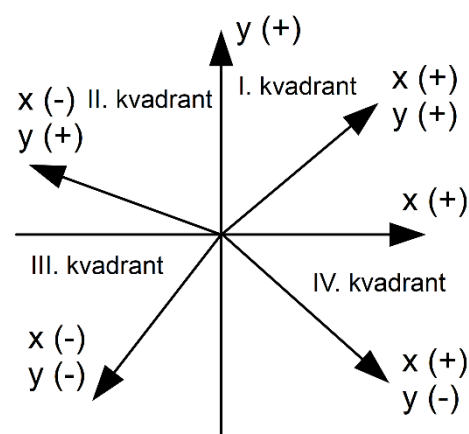 y (+)
I. kvadrant
x (+)
y (+)
x (-)
II. kvadrant
y (+)
x (+)
III. kvadrant
IV. kvadrant
x (-)
y (-)
x (+)
y (-)